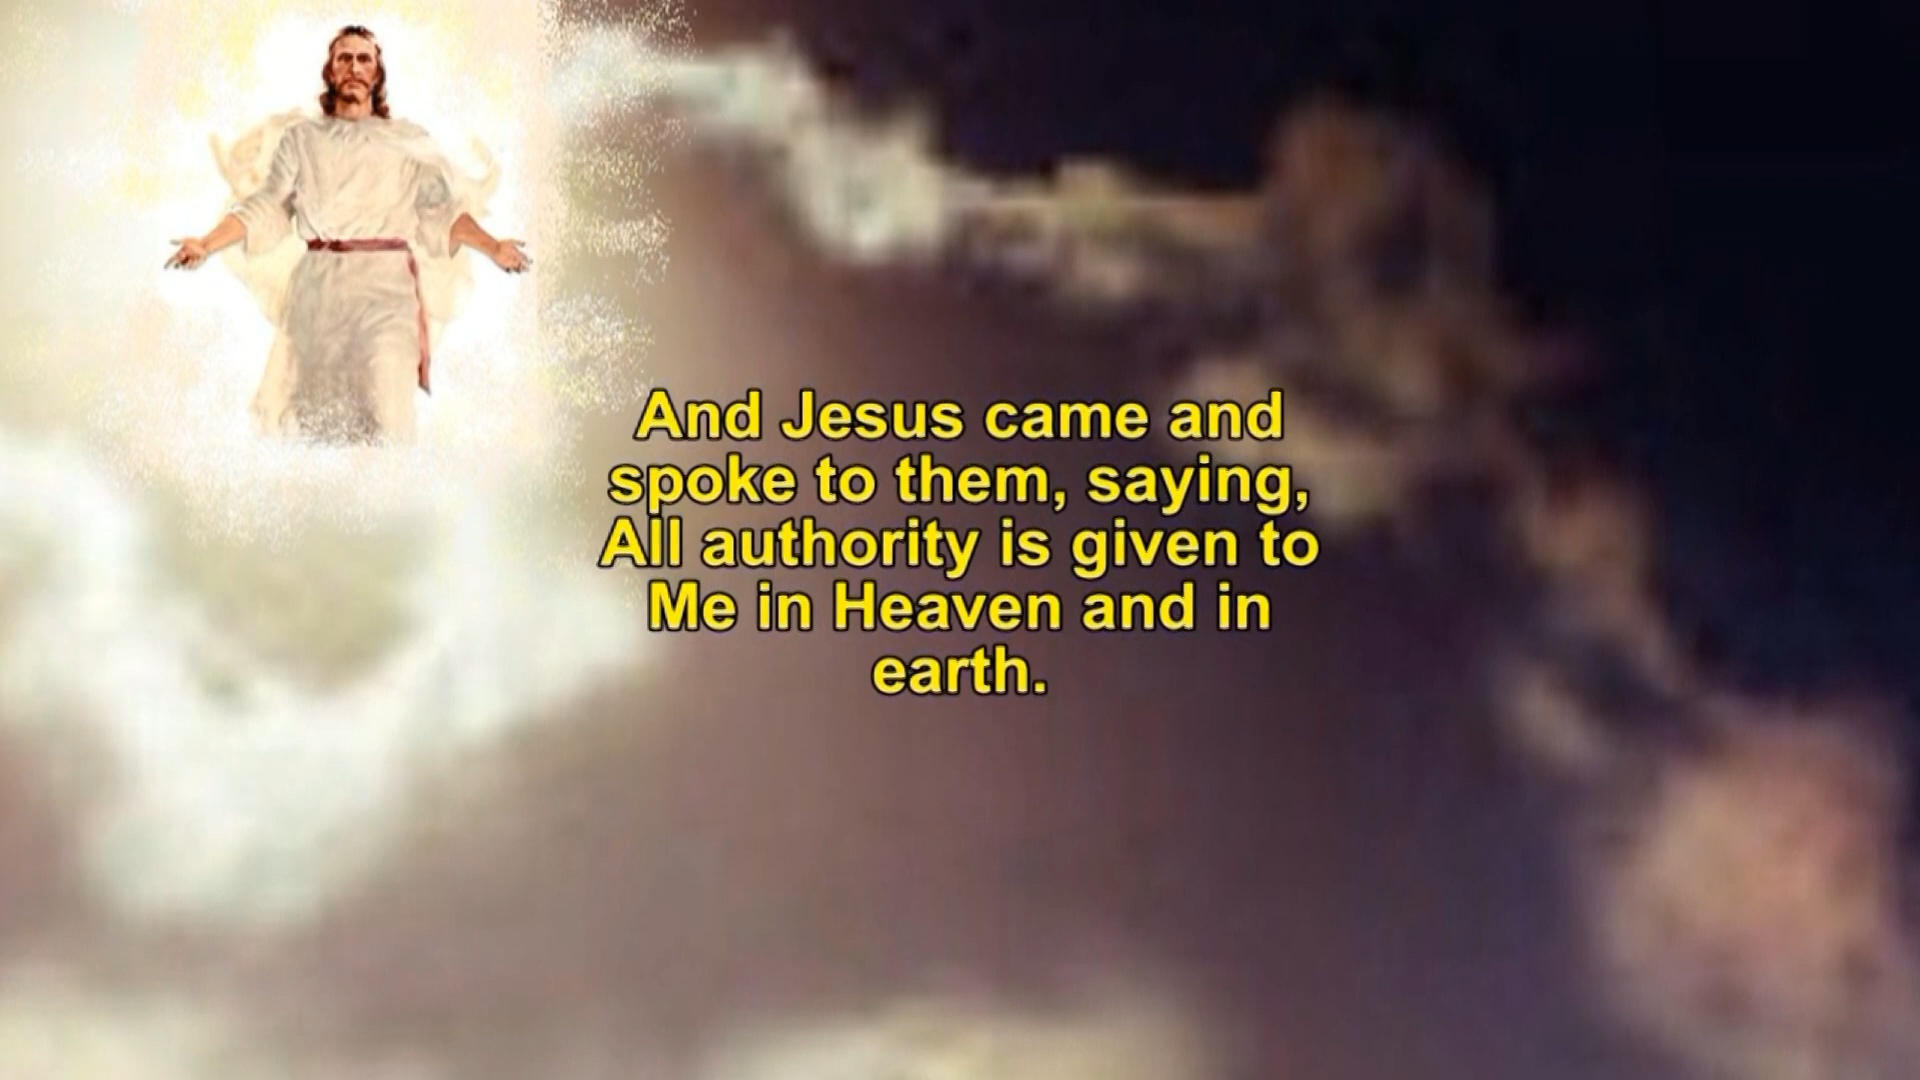 And Jesus came and
spoke to them, saying,
All authority is given to
Me in Heaven and in
earth.